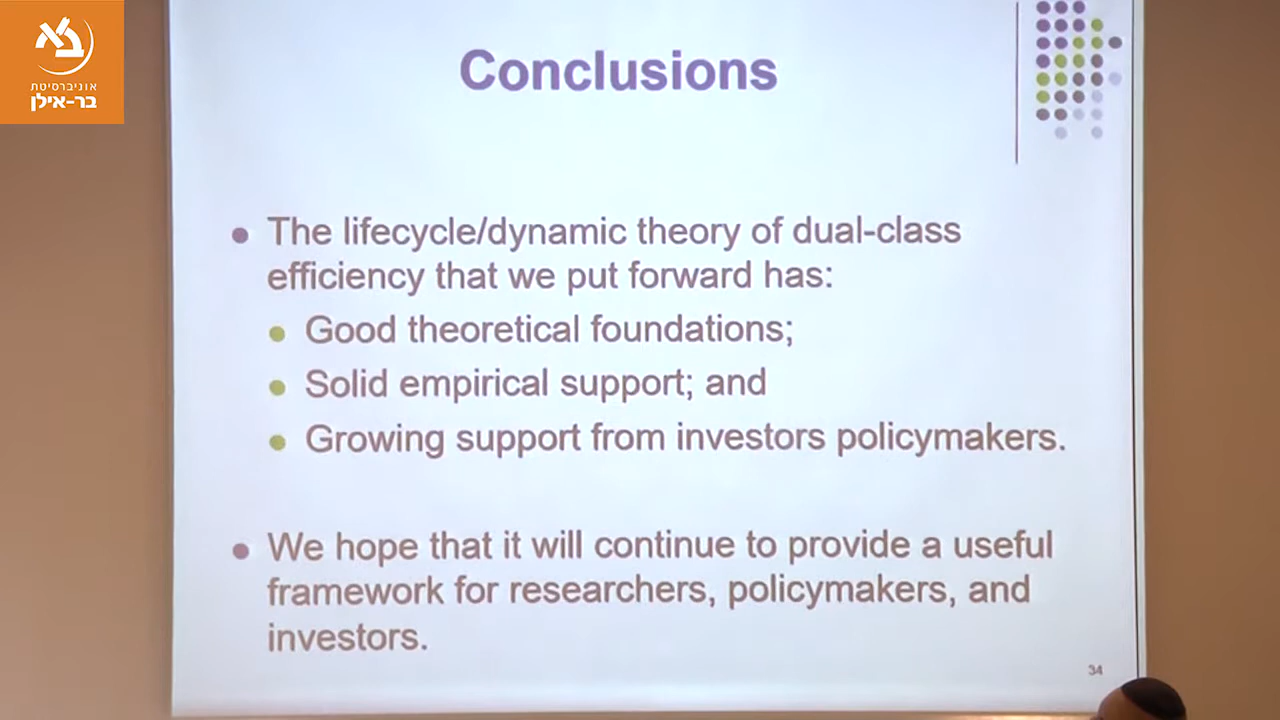 אוניברסיטת
בר-אילן
Conclusions
The lifecycle/dynamic theory of dual-class
efficiency that we put forward has:
Good theoretical foundations;
Solid empirical support; and
Growing support from investors policymakers.
We hope that it will continue to provide a useful
framework for researchers, policymakers, and
investors.
34